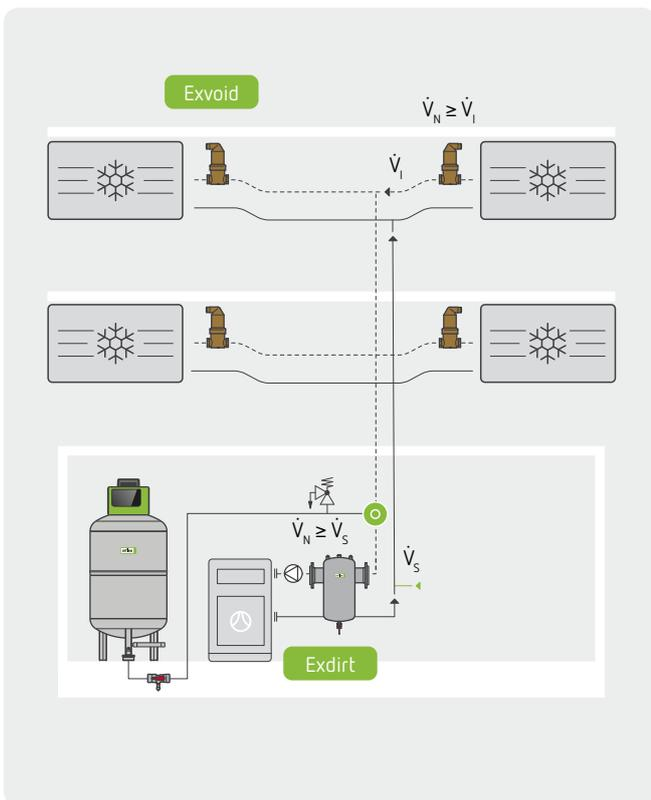 Exvoid
V̇N ≥ V̇I
V̇I
V̇N ≥ V̇S
V̇S
Exdirt